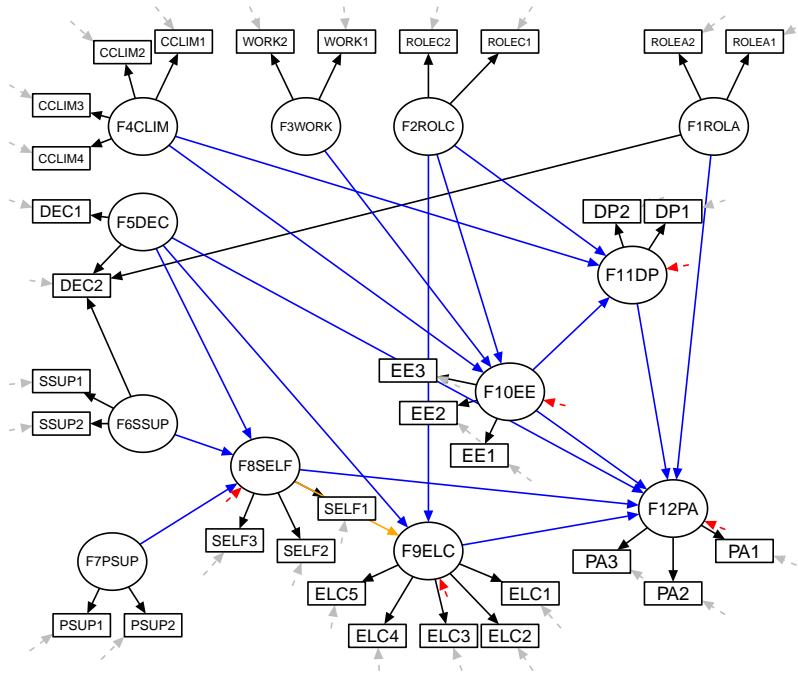 CCLIM1
WORK2
WORK1
ROLEC2
ROLEC1
ROLEA2
ROLEA1
CCLIM2
CCLIM3
F4CLIM
F3WORK
F2ROLC
F1ROLA
CCLIM4
DEC1
F5DEC
DP2
DP1
F11DP
DEC2
EE3
F10EE
SSUP1
EE2
SSUP2
F6SSUP
EE1
F8SELF
SELF1
F12PA
SELF3
SELF2
F9ELC
PA3
PA1
F7PSUP
ELC5
ELC1
PA2
PSUP1
PSUP2
ELC4
ELC3
ELC2